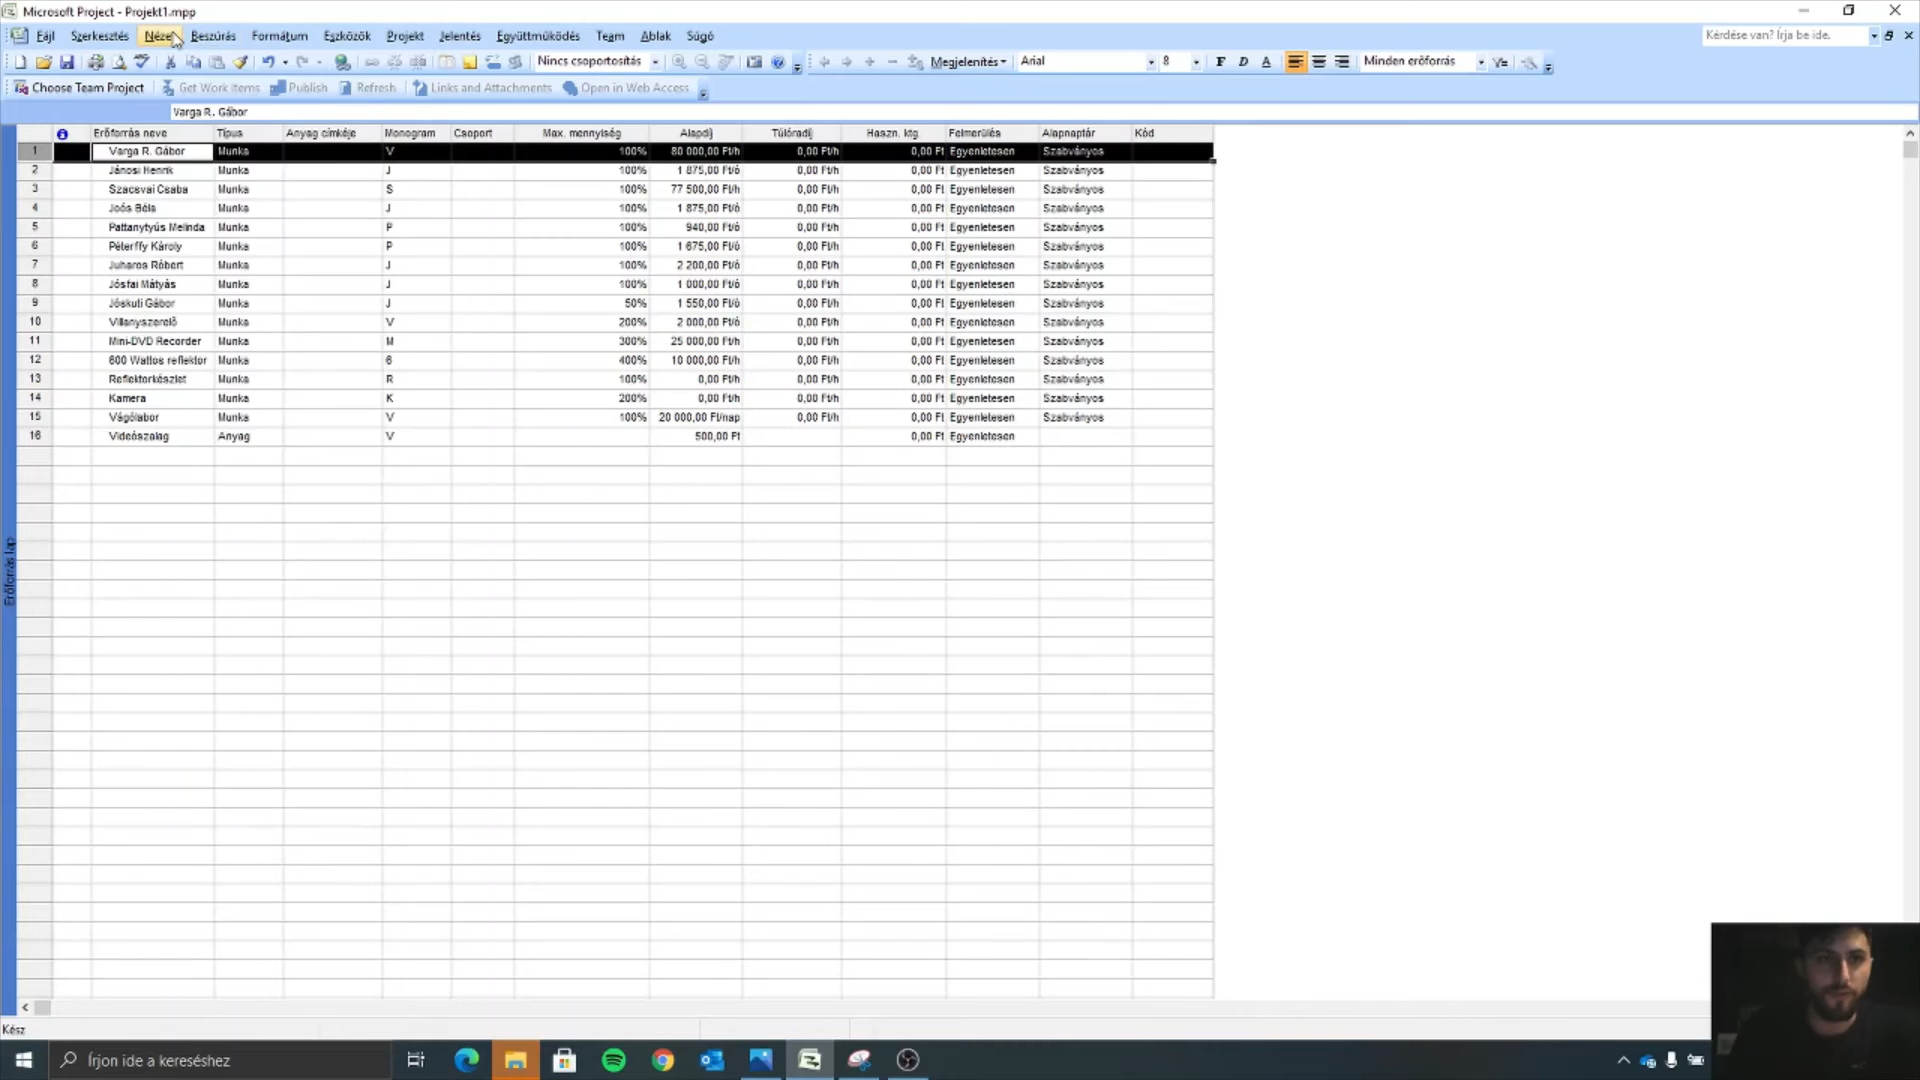 Microsoft Project - Projekt1.mpp
Fájl Szerkesztés Nézet Beszúrás Formátum Eszközök Projekt Jelentés Együttműködés Team Ablak Súgó Kérdése van? Írja be ide.
Nincs csoportosítás Megjelenítés Arial 8 F D A Minden erőforrás
Choose Team Project Get Work Items Publish Refresh Links and Attachments Open in Web Access
Varga R. Gábor
Erőforrás neve Típus Anyag címkéje Monogram Csoport Max. mennyiség Alapdíj Túlóradíj Haszn. ktg. Felmerülés Alapnaptár Kód
1 Varga R. Gábor Munka V 100% 80 000,00 Ft/h 0,00 Ft/h 0,00 Ft Egyenletesen Szabványos
2 Jánosi Henrik Munka J 100% 1 875,00 Ft/ó 0,00 Ft/h 0,00 Ft Egyenletesen Szabványos
3 Szacsvai Csaba Munka S 100% 77 500,00 Ft/h 0,00 Ft/h 0,00 Ft Egyenletesen Szabványos
4 Joós Béla Munka J 100% 1 875,00 Ft/ó 0,00 Ft/h 0,00 Ft Egyenletesen Szabványos
5 Pattantyús Melinda Munka P 100% 940,00 Ft/ó 0,00 Ft/h 0,00 Ft Egyenletesen Szabványos
6 Péterffy Károly Munka P 100% 1 675,00 Ft/ó 0,00 Ft/h 0,00 Ft Egyenletesen Szabványos
7 Juharos Róbert Munka J 100% 2 200,00 Ft/ó 0,00 Ft/h 0,00 Ft Egyenletesen Szabványos
8 Jósfai Mátyás Munka J 100% 1 000,00 Ft/ó 0,00 Ft/h 0,00 Ft Egyenletesen Szabványos
9 Jóskuti Gábor Munka J 50% 1 550,00 Ft/ó 0,00 Ft/h 0,00 Ft Egyenletesen Szabványos
10 Villanyszerelő Munka V 200% 2 000,00 Ft/ó 0,00 Ft/h 0,00 Ft Egyenletesen Szabványos
11 Mini-DVD Recorder Munka M 300% 25 000,00 Ft/h 0,00 Ft/h 0,00 Ft Egyenletesen Szabványos
12 600 Wattos reflektor Munka 6 400% 10 000,00 Ft/h 0,00 Ft/h 0,00 Ft Egyenletesen Szabványos
13 Reflektorkészlet Munka R 100% 0,00 Ft/h 0,00 Ft/h 0,00 Ft Egyenletesen Szabványos
14 Kamera Munka K 200% 0,00 Ft/h 0,00 Ft/h 0,00 Ft Egyenletesen Szabványos
15 Vágólabor Munka V 100% 20 000,00 Ft/nap 0,00 Ft/h 0,00 Ft Egyenletesen Szabványos
16 Videószalag Anyag V 500,00 Ft 0,00 Ft Egyenletesen
Erőforrás lap
Kész
Írjon ide a kereséshez